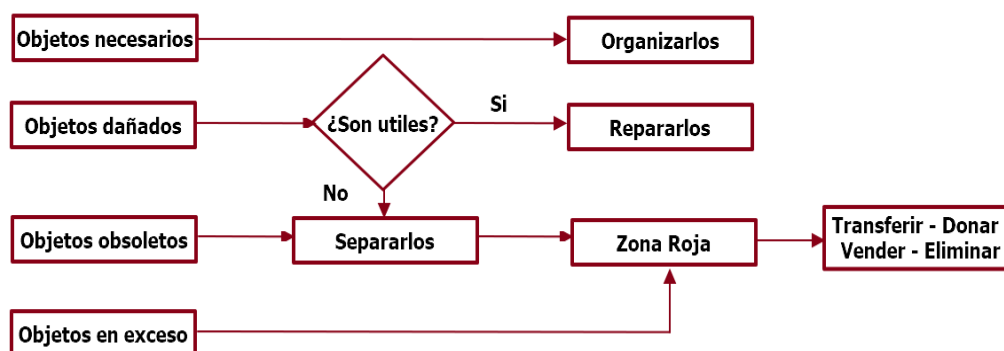 Objetos necesarios
Organizarlos
Objetos dañados
¿Son utiles?
Si
Repararlos
No
Objetos obsoletos
Separarlos
Zona Roja
Transferir - Donar
Vender - Eliminar
Objetos en exceso